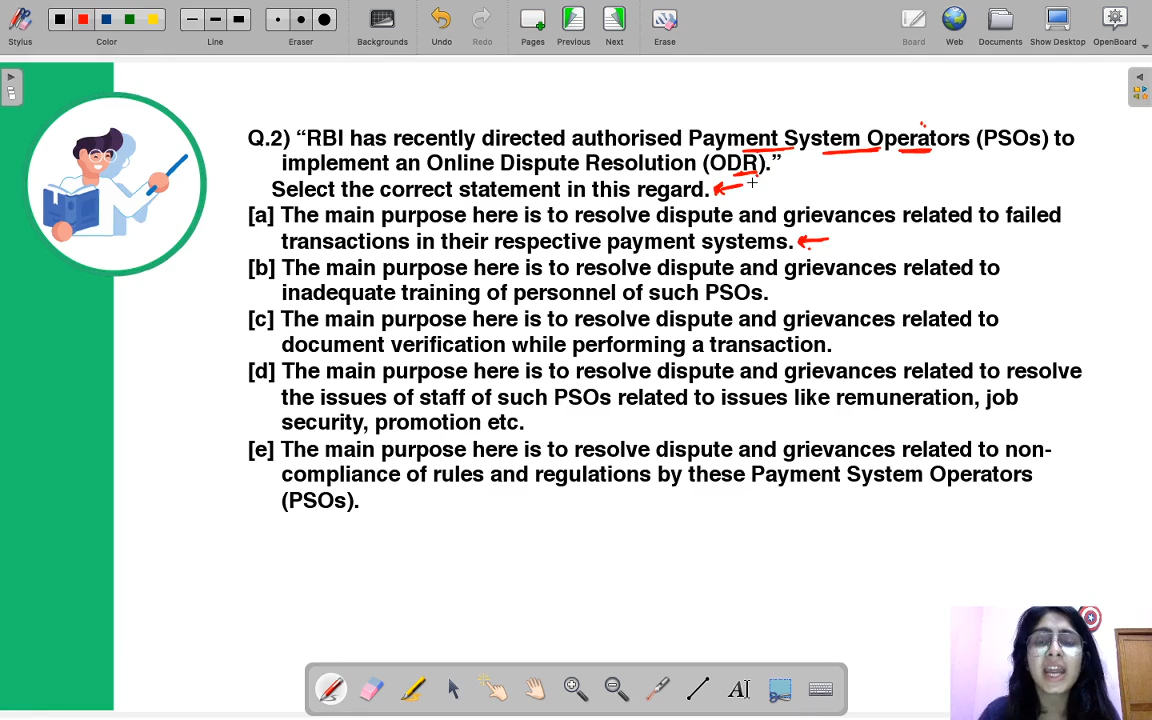 Stylus Color Line Eraser Backgrounds Undo Redo Pages Previous Next Erase Board Web Documents Show Desktop OpenBoard
Q.2) “RBI has recently directed authorised Payment System Operators (PSOs) to
implement an Online Dispute Resolution (ODR).”
Select the correct statement in this regard.
[a] The main purpose here is to resolve dispute and grievances related to failed
transactions in their respective payment systems.
[b] The main purpose here is to resolve dispute and grievances related to
inadequate training of personnel of such PSOs.
[c] The main purpose here is to resolve dispute and grievances related to
document verification while performing a transaction.
[d] The main purpose here is to resolve dispute and grievances related to resolve
the issues of staff of such PSOs related to issues like remuneration, job
security, promotion etc.
[e] The main purpose here is to resolve dispute and grievances related to non-
compliance of rules and regulations by these Payment System Operators
(PSOs).